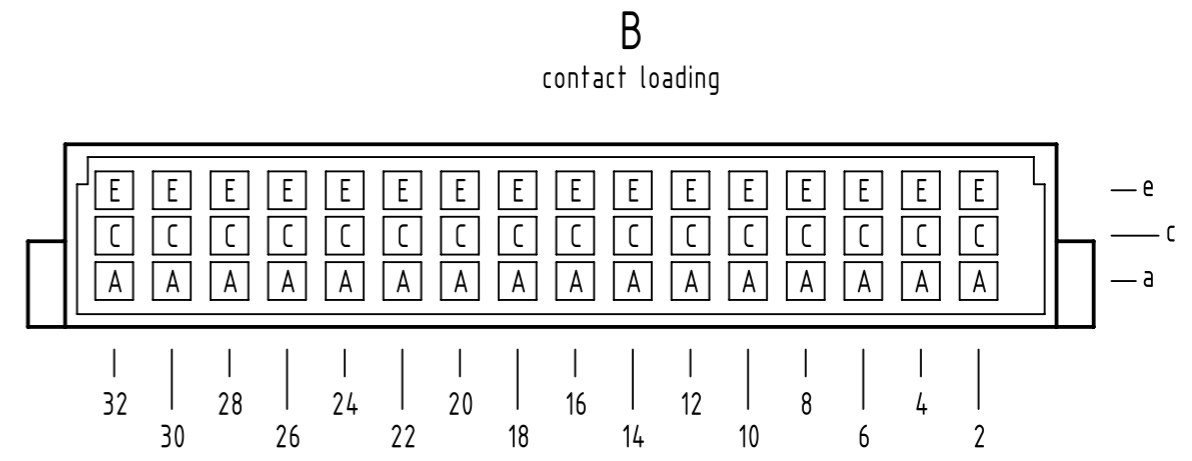 B
contact loading
E E E E E E E E E E E E E E E E e
C C C C C C C C C C C C C C C C c
A A A A A A A A A A A A A A A A a
32 28 24 20 16 12 8 4
30 26 22 18 14 10 6 2